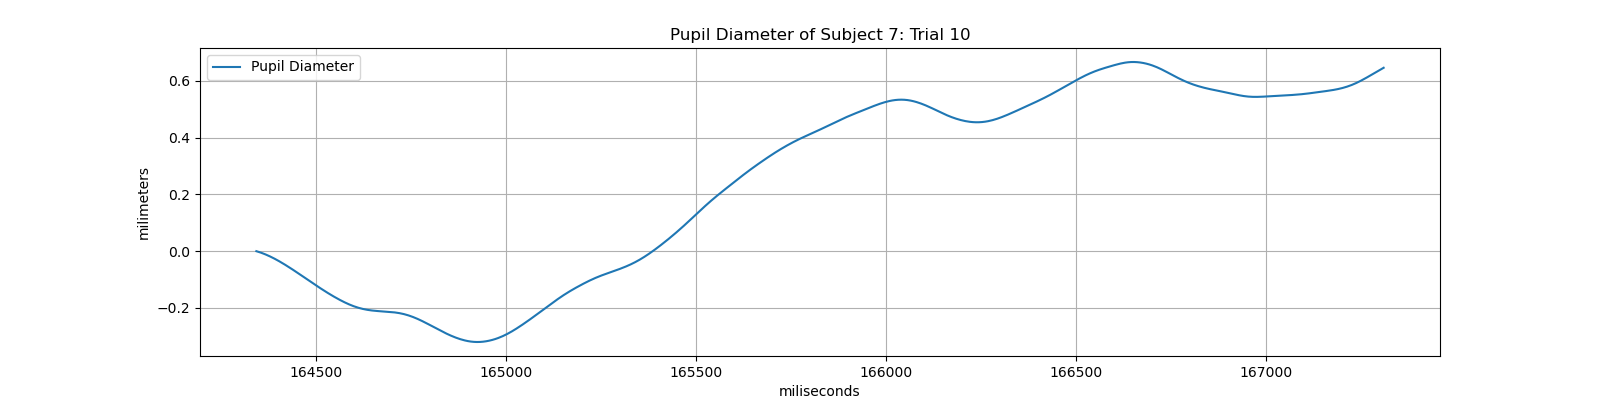 Pupil Diameter of Subject 7: Trial 10
Pupil Diameter
milimeters
0.6
0.4
0.2
0.0
−0.2
164500 165000 165500 166000 166500 167000
miliseconds